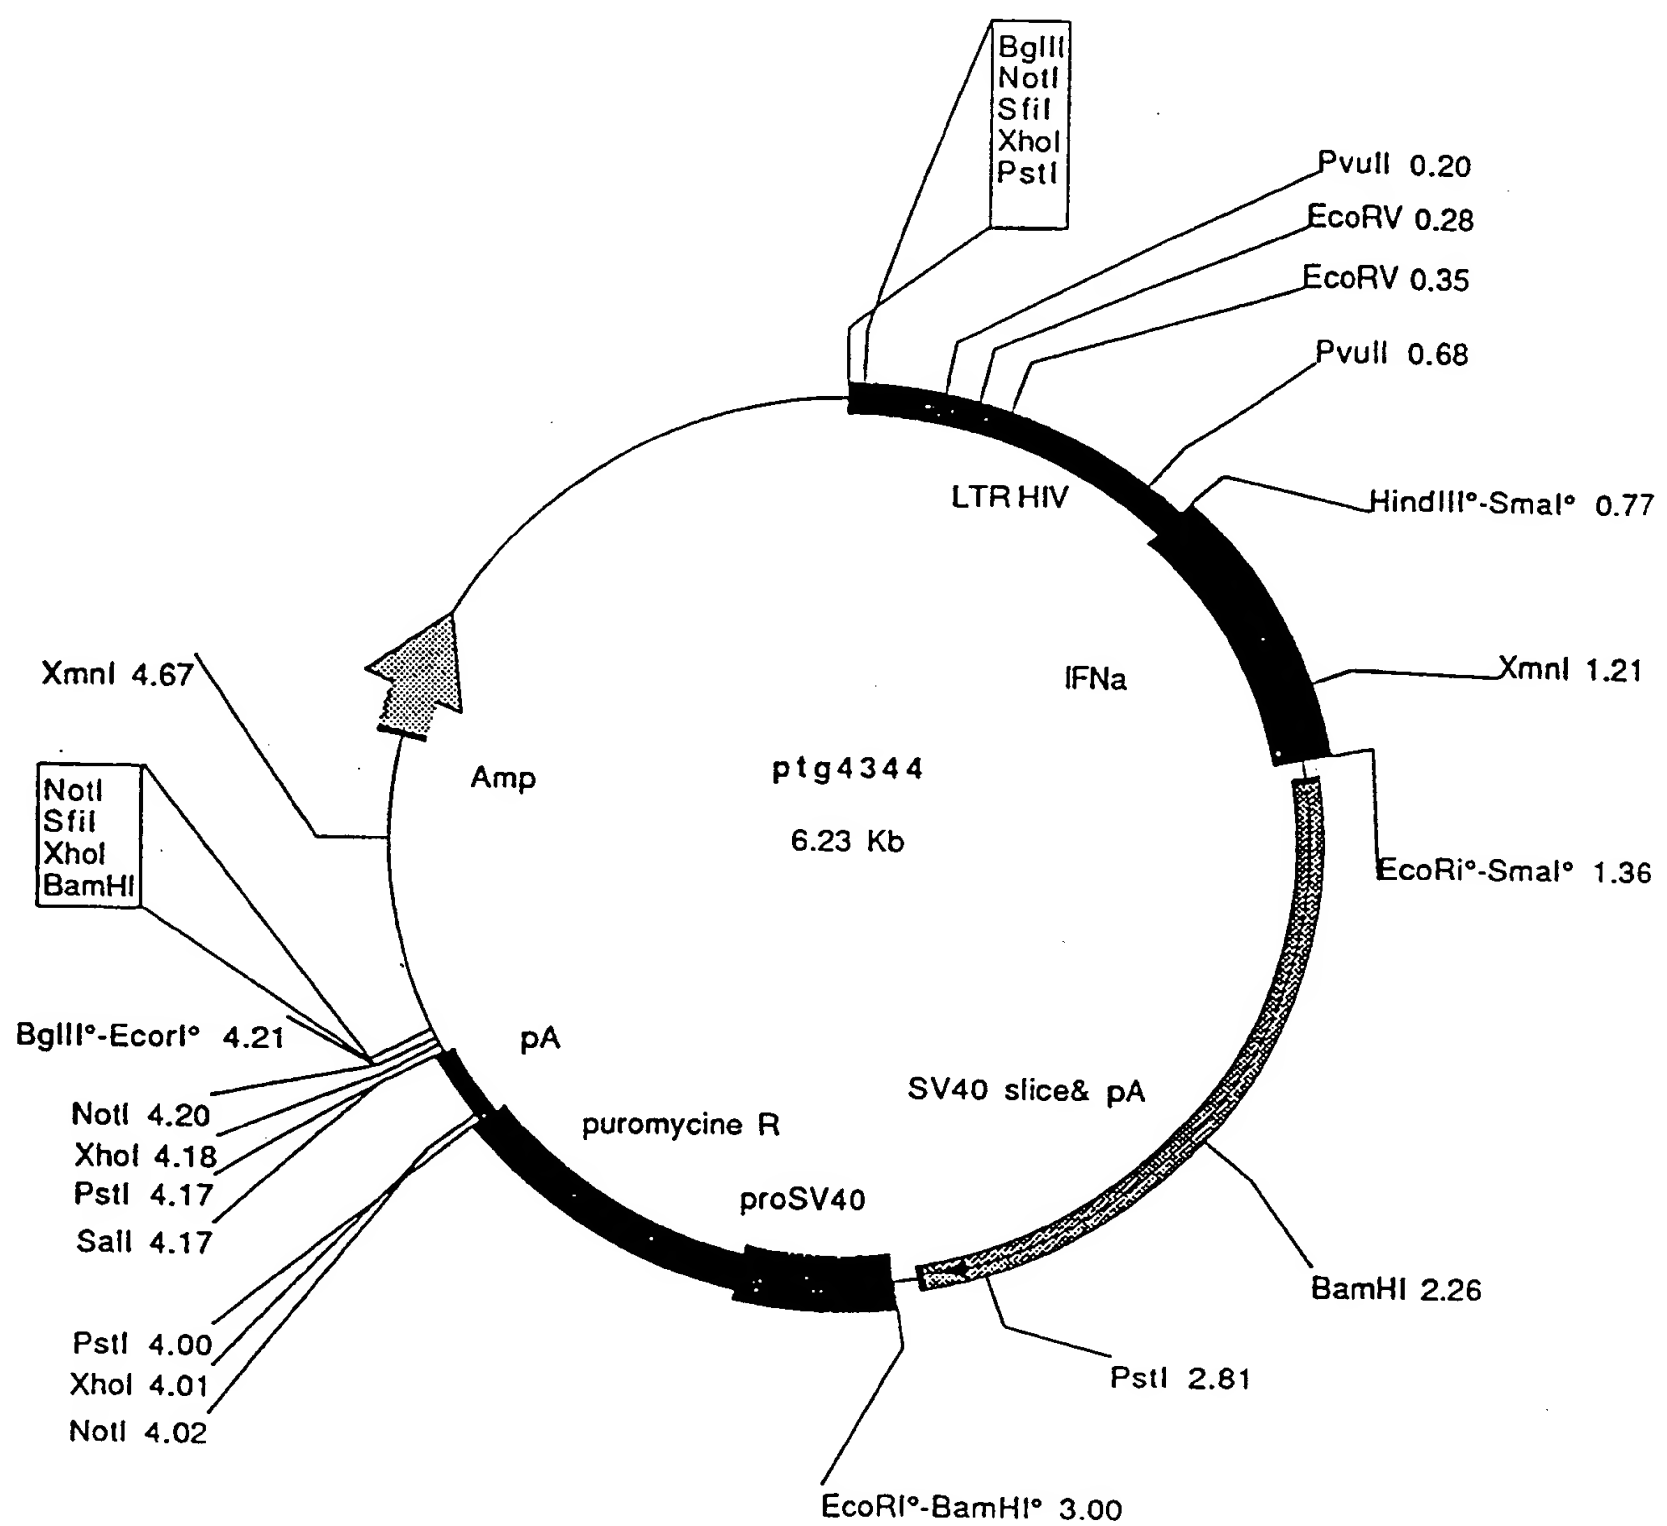 BglII
NotI
SfiI
XhoI
PstI
PvuII 0.20
EcoRV 0.28
EcoRV 0.35
PvuII 0.68
LTR HIV
HindIII°-SmaI° 0.77
XmnI 4.67
IFNa
XmnI 1.21
Amp
ptg4344
6.23 Kb
NotI
SfiI
XhoI
BamHI
EcoRi°-SmaI° 1.36
BglII°-EcorI° 4.21
pA
SV40 slice& pA
NotI 4.20
puromycine R
XhoI 4.18
PstI 4.17
proSV40
SalI 4.17
BamHI 2.26
PstI 4.00
PstI 2.81
XhoI 4.01
NotI 4.02
EcoRI°-BamHI° 3.00